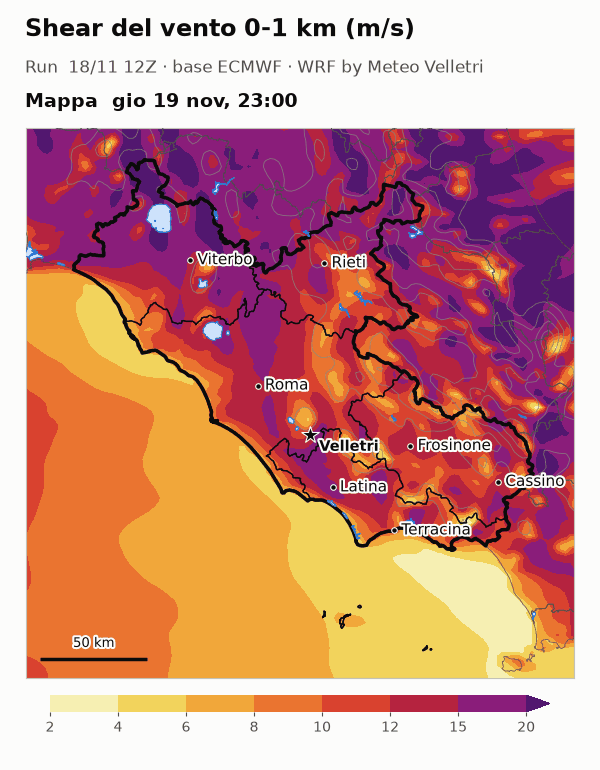 Shear del vento 0-1 km (m/s)
Run  18/11 12Z · base ECMWF · WRF by Meteo Velletri
Mappa  gio 19 nov, 23:00
Viterbo
Rieti
Roma
Velletri
Frosinone
Latina
Cassino
Terracina
50 km
2 4 6 8 10 12 15 20